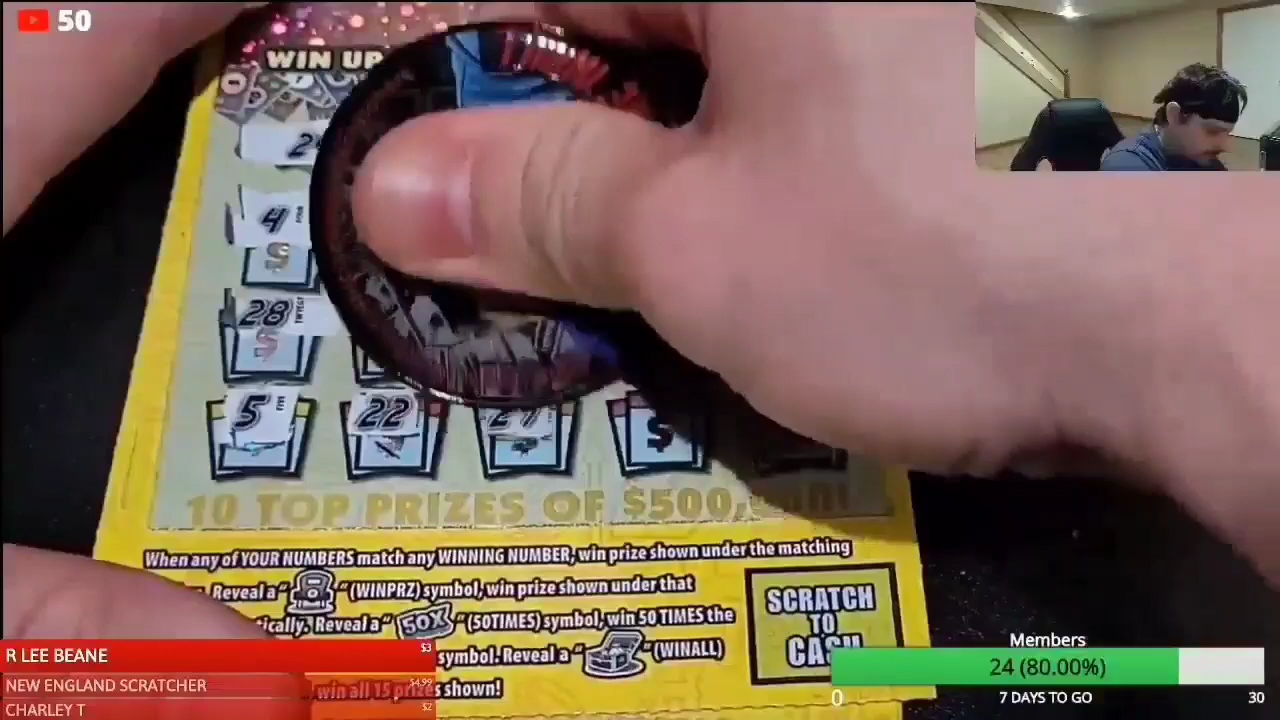 50
WIN UP
4
28
5
22
$
10 TOP PRIZES OF $500,
When any of YOUR NUMBERS match any WINNING NUMBER, win prize shown under the matching
Reveal a " " (WINPRZ) symbol, win prize shown under that
ically. Reveal a " 50X " (50TIMES) symbol, win 50 TIMES the
symbol. Reveal a " " (WINALL)
win all 15 prizes shown!
SCRATCH
TO
CASH
R LEE BEANE $3
NEW ENGLAND SCRATCHER $4.99
CHARLEY T $2
Members
24 (80.00%)
0 7 DAYS TO GO 30